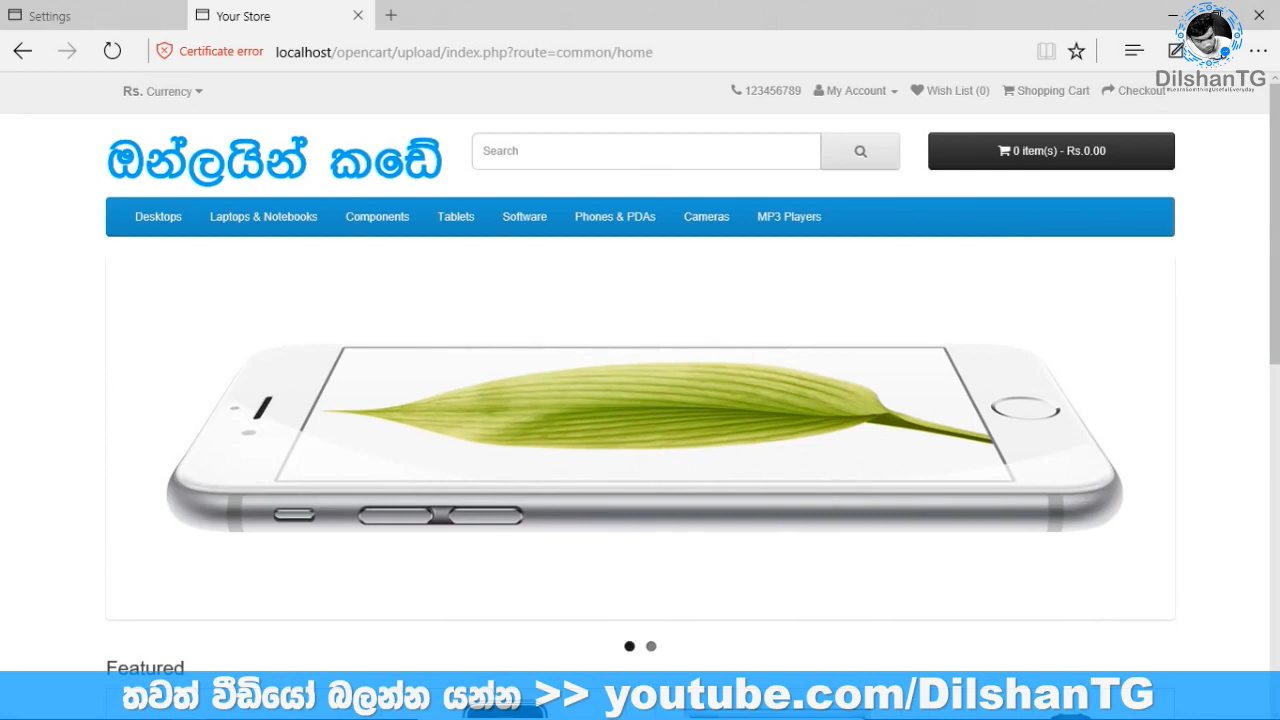 Settings
Your Store
Certificate error
localhost/opencart/upload/index.php?route=common/home
DilshanTG
#LearnSomthingUsefulEveryday
Rs. Currency
123456789
My Account
Wish List (0)
Shopping Cart
Checkout
ඔන්ලයින් කඩේ
Search
0 item(s) - Rs.0.00
Desktops
Laptops & Notebooks
Components
Tablets
Software
Phones & PDAs
Cameras
MP3 Players
Featured
තවත් වීඩියෝ බලන්න යන්න >> youtube.com/DilshanTG